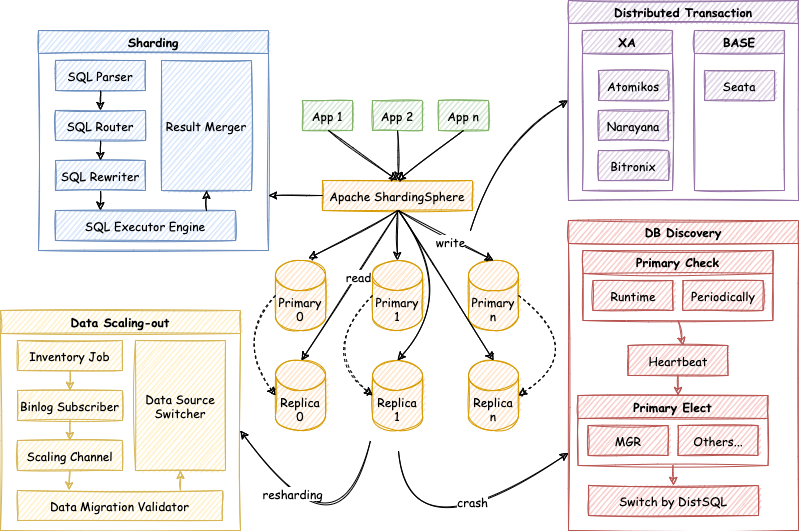 Distributed Transaction
Sharding
XA
BASE
SQL Parser
Result Merger
SQL Router
SQL Rewriter
SQL Executor Engine
App 1
App 2
App n
Atomikos
Seata
Narayana
Bitronix
Apache ShardingSphere
write
read
Primary
0
Primary
1
Primary
n
Replica
0
Replica
1
Replica
n
DB Discovery
Primary Check
Runtime
Periodically
Heartbeat
Primary Elect
MGR
Others...
Switch by DistSQL
Data Scaling-out
Inventory Job
Data Source
Switcher
Binlog Subscriber
Scaling Channel
Data Migration Validator
resharding
crash